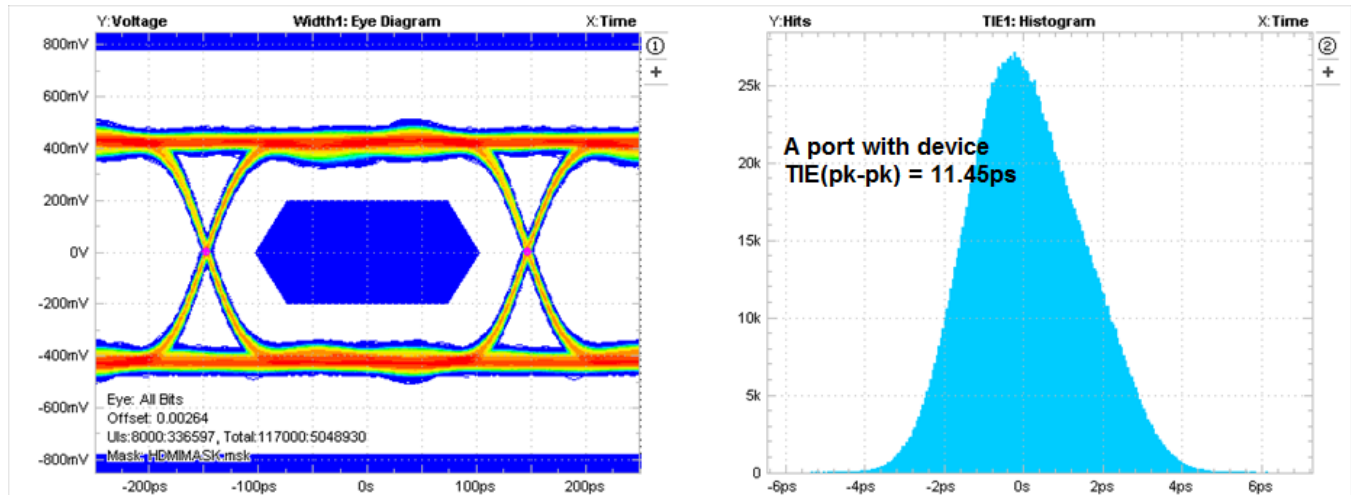 Y:Voltage Width1: Eye Diagram X:Time
800mV
600mV
400mV
200mV
0V
-200mV
-400mV
-600mV
-800mV
Eye: All Bits
Offset: 0.00264
UIs:8000:336597, Total:117000:5048930
Mask: HDMIMASK.msk
-200ps -100ps 0s 100ps 200ps
1
+
Y:Hits TIE1: Histogram X:Time
25k
20k
15k
10k
5k
0
A port with device
TIE(pk-pk) = 11.45ps
-6ps -4ps -2ps 0s 2ps 4ps 6ps
2
+